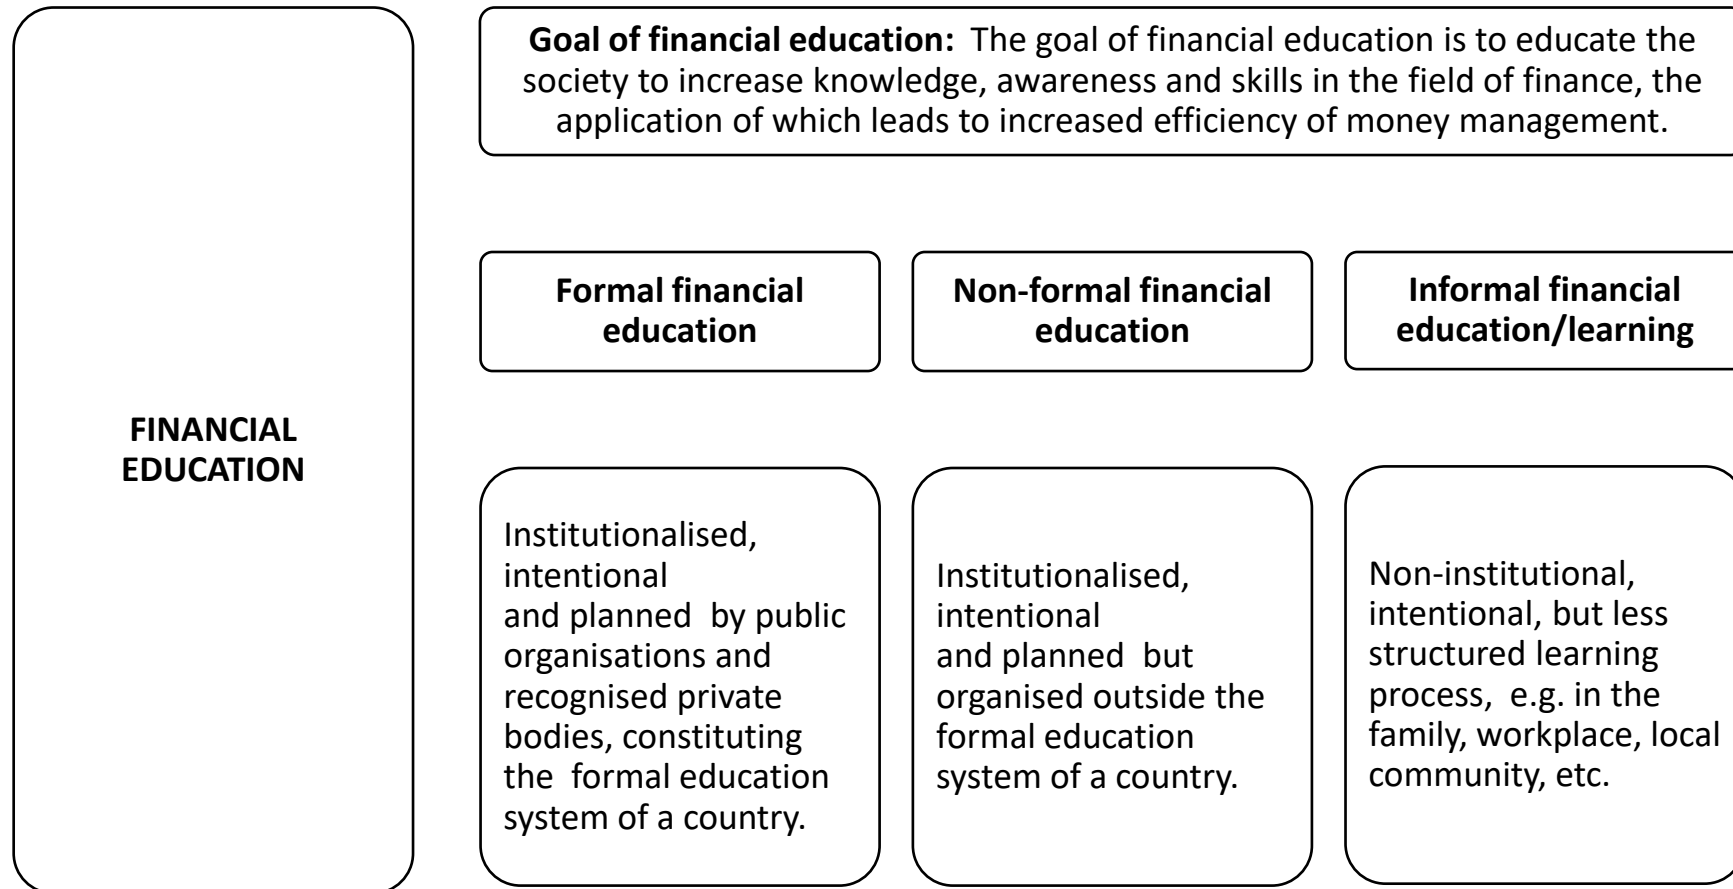 FINANCIAL
EDUCATION
Goal of financial education: The goal of financial education is to educate the
society to increase knowledge, awareness and skills in the field of finance, the
application of which leads to increased efficiency of money management.
Formal financial
education
Non-formal financial
education
Informal financial
education/learning
Institutionalised,
intentional
and planned by public
organisations and
recognised private
bodies, constituting
the formal education
system of a country.
Institutionalised,
intentional
and planned but
organised outside the
formal education
system of a country.
Non-institutional,
intentional, but less
structured learning
process, e.g. in the
family, workplace, local
community, etc.